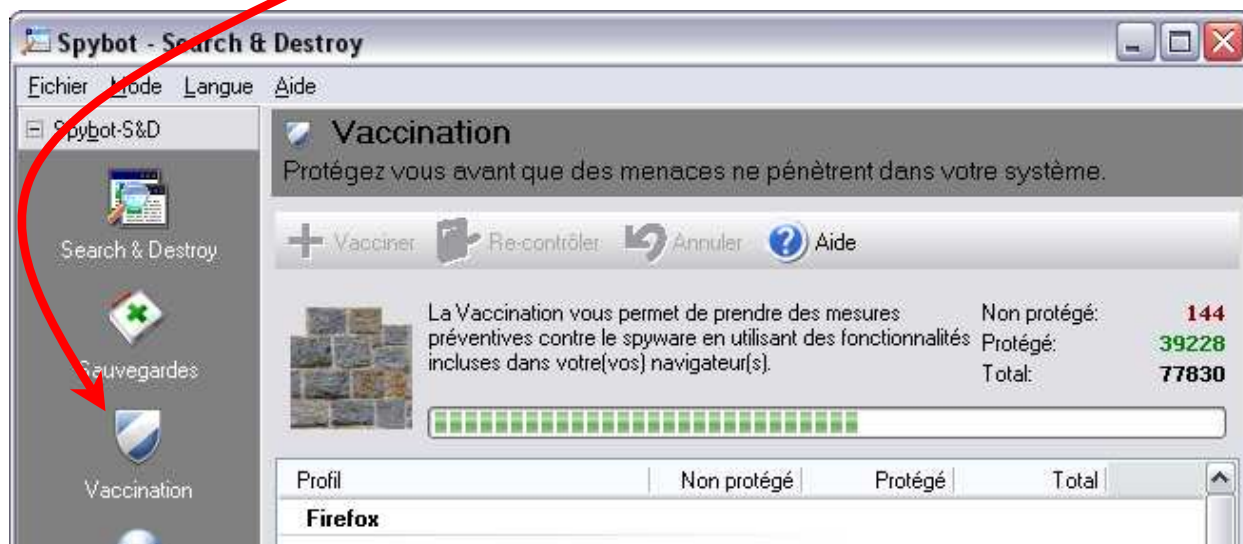 Spybot - Search & Destroy
Fichier Mode Langue Aide
Spybot-S&D
Search & Destroy
Sauvegardes
Vaccination
Vaccination
Protégez vous avant que des menaces ne pénètrent dans votre système.
Vacciner Re-contrôler Annuler Aide
La Vaccination vous permet de prendre des mesures
préventives contre le spyware en utilisant des fonctionnalités
incluses dans votre(vos) navigateur(s).
Non protégé: 144
Protégé: 39228
Total: 77830
Profil Non protégé Protégé Total
Firefox